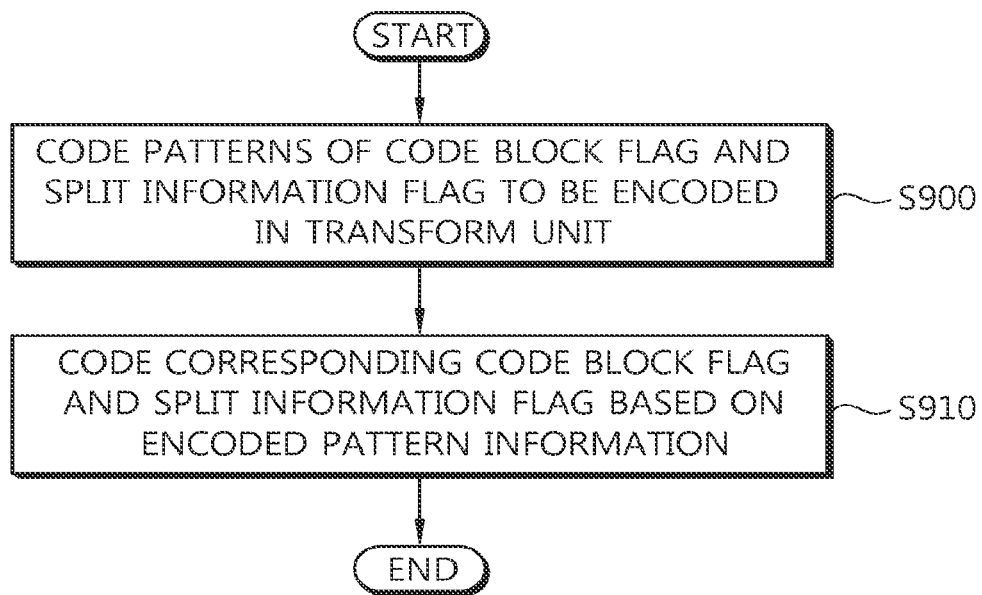 START
CODE PATTERNS OF CODE BLOCK FLAG AND
SPLIT INFORMATION FLAG TO BE ENCODED
IN TRANSFORM UNIT
S900
CODE CORRESPONDING CODE BLOCK FLAG
AND SPLIT INFORMATION FLAG BASED ON
ENCODED PATTERN INFORMATION
S910
END